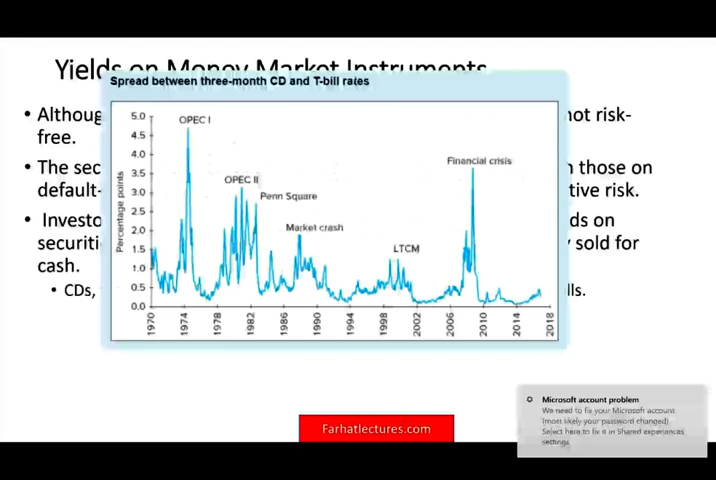 Yields on Money Market Instruments
Spread between three-month CD and T-bill rates
• Althoug
not risk-
free.
• The sec
n those on
default-
tive risk.
• Investo
ds on
securiti
y sold for
cash.
• CDs,
lls.
Percentage points
5.0
4.5
4.0
3.5
3.0
2.5
2.0
1.5
1.0
0.5
0.0
OPEC I
OPEC II
Penn Square
Market crash
LTCM
Financial crisis
1970
1974
1978
1982
1986
1990
1994
1998
2002
2006
2010
2014
2018
Farhatlectures.com
Microsoft account problem
We need to fix your Microsoft account
(most likely your password changed)
Select here to fix it in Shared experiences
settings